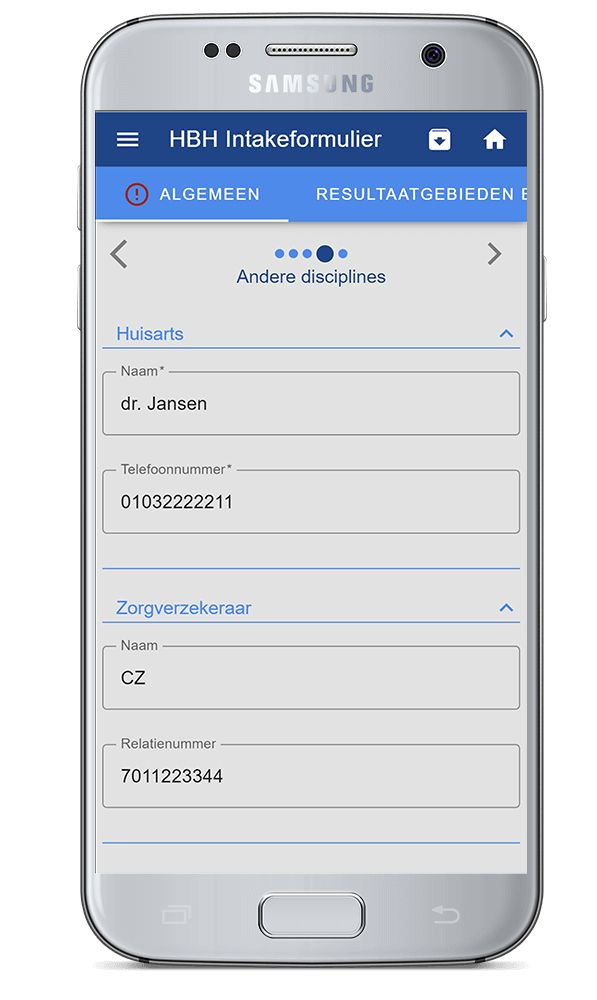 SAMSUNG
HBH Intakeformulier
ALGEMEEN RESULTAATGEBIEDEN E
Andere disciplines
Huisarts
Naam*
dr. Jansen
Telefoonnummer*
01032222211
Zorgverzekeraar
Naam
CZ
Relatienummer
7011223344